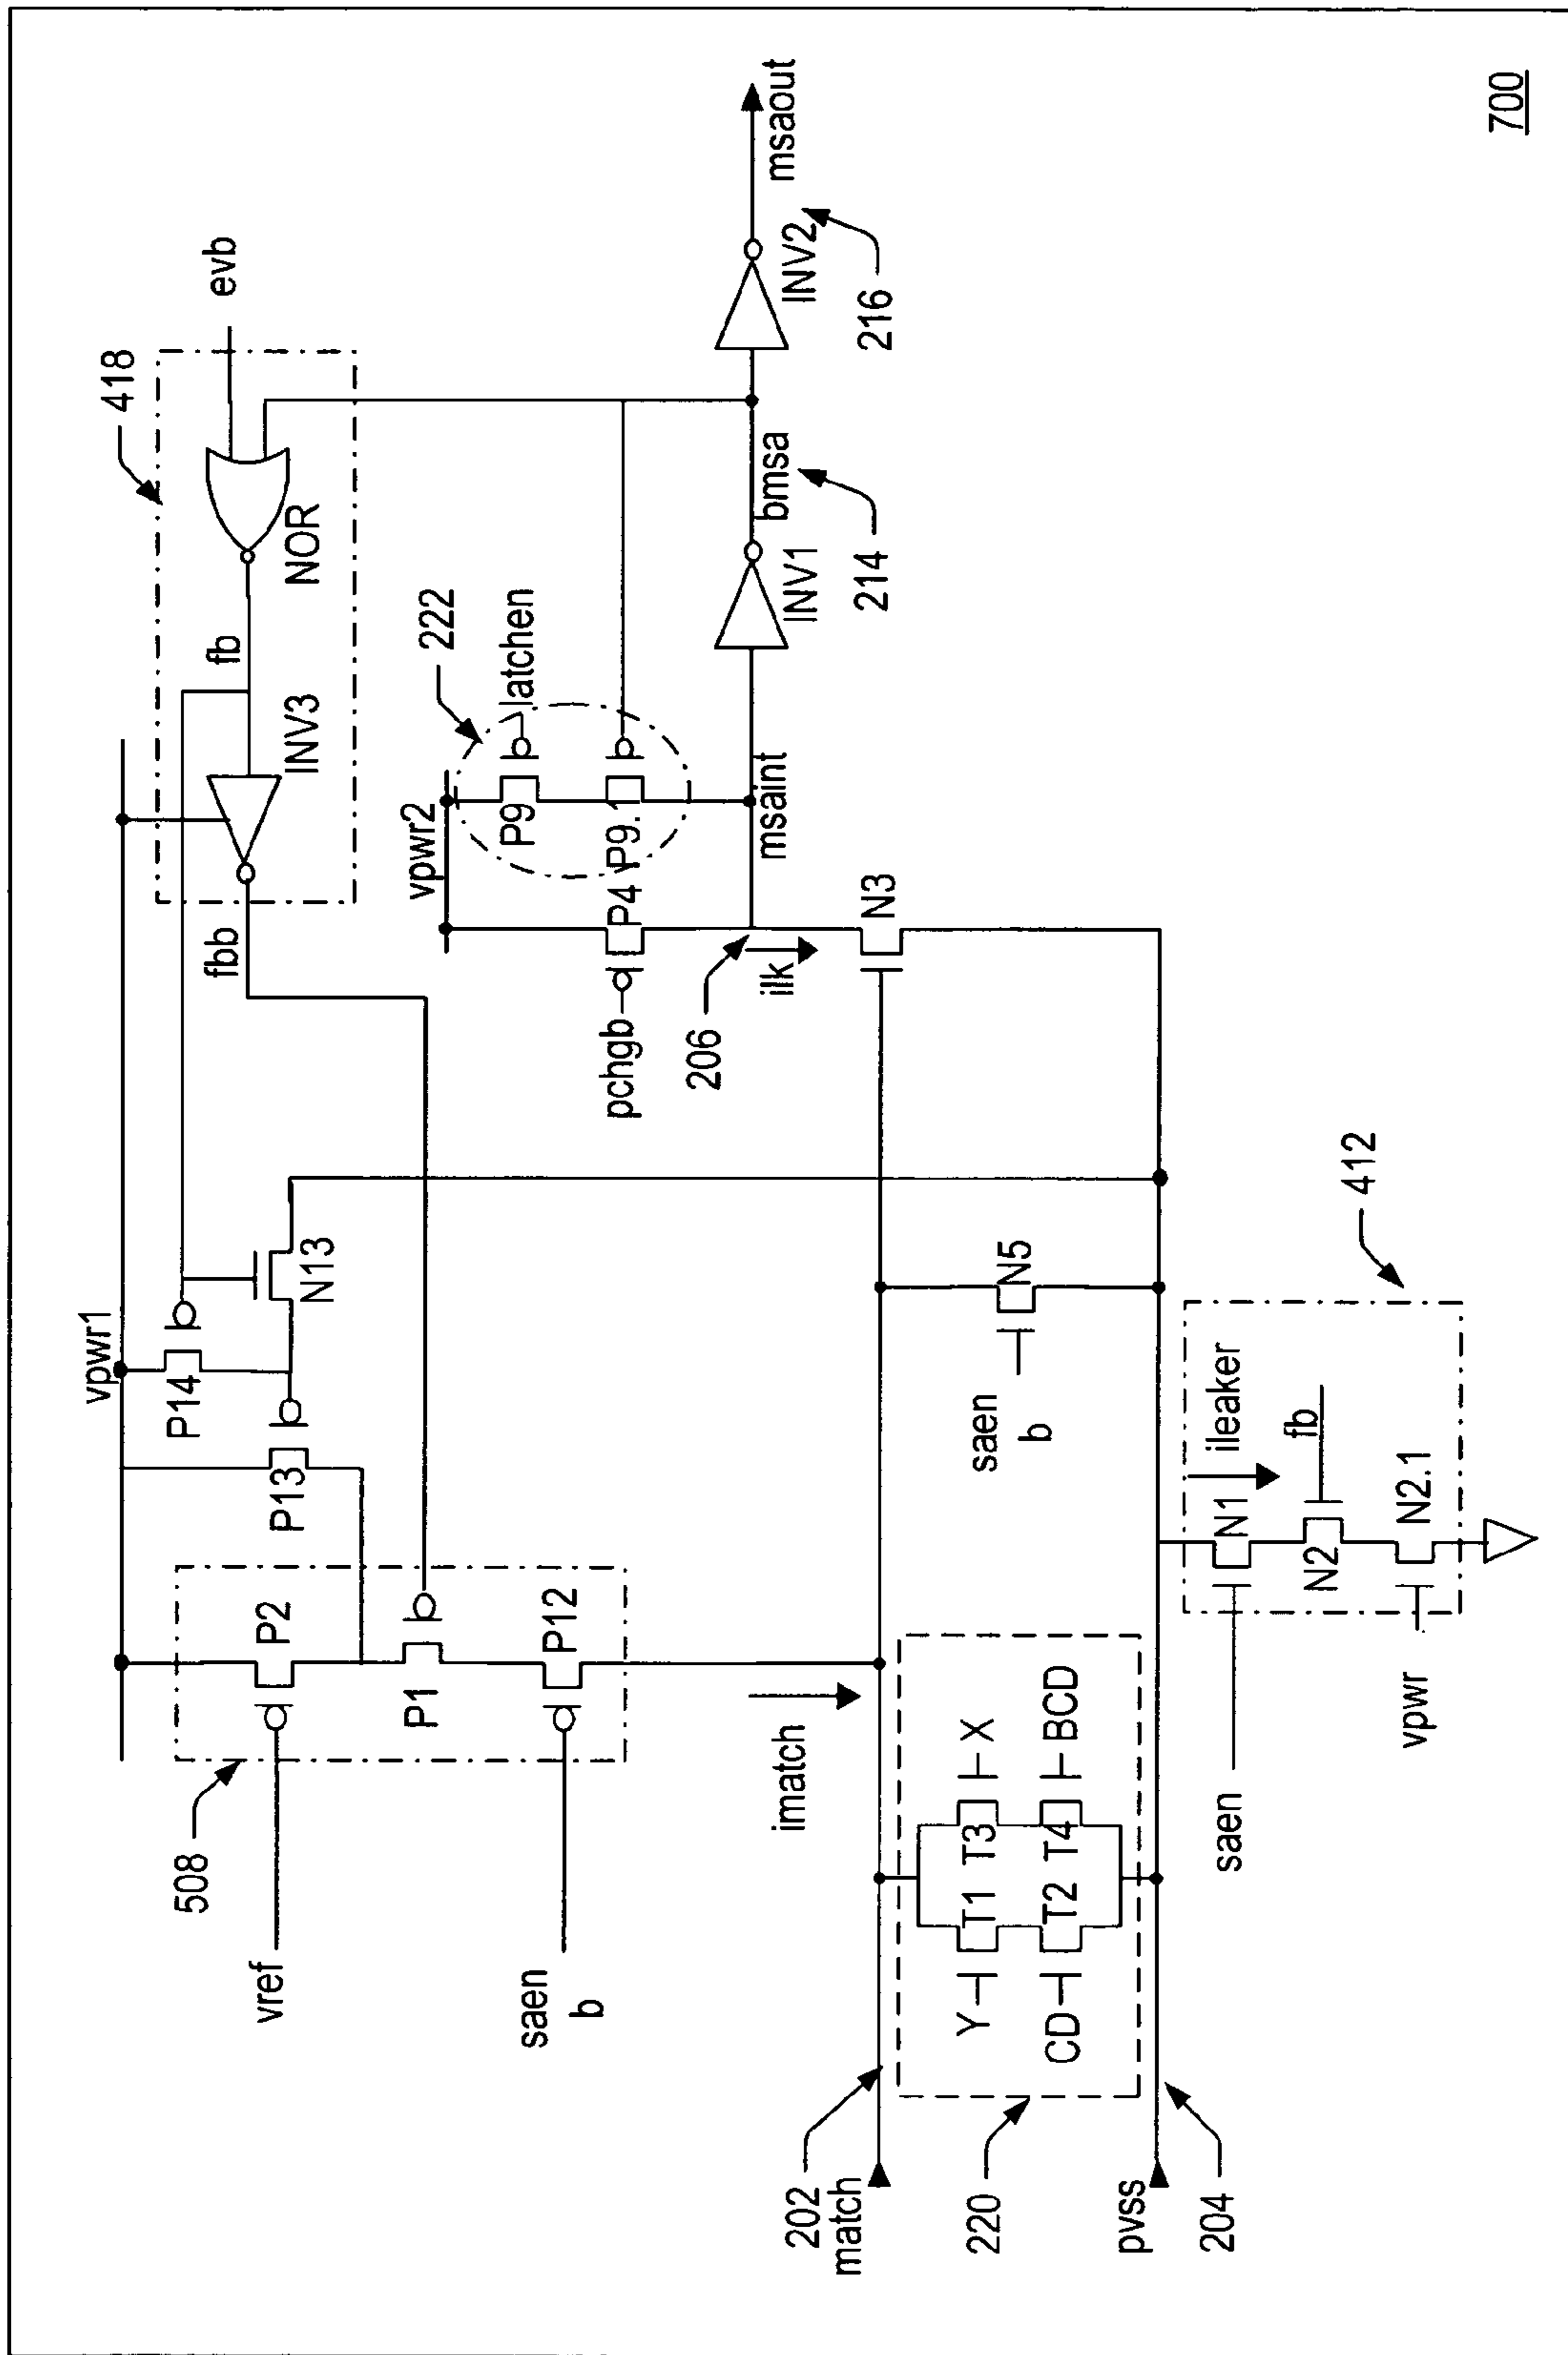 700
418
evb
NOR
fb
INV3
fbb
vpwr1
P14
N13
P13
508
P2
P1
P12
vref
saen
b
imatch
222
latchen
vpwr2
P9
P9.1
P4
pchgb
206
ilk
msaint
N3
INV1
bmsa
214
INV2
216
msaout
saen
b
N5
202
match
220
Y
T1
T3
X
CD
T2
T4
BCD
pvss
204
412
ileaker
saen
N1
fb
N2
N2.1
vpwr